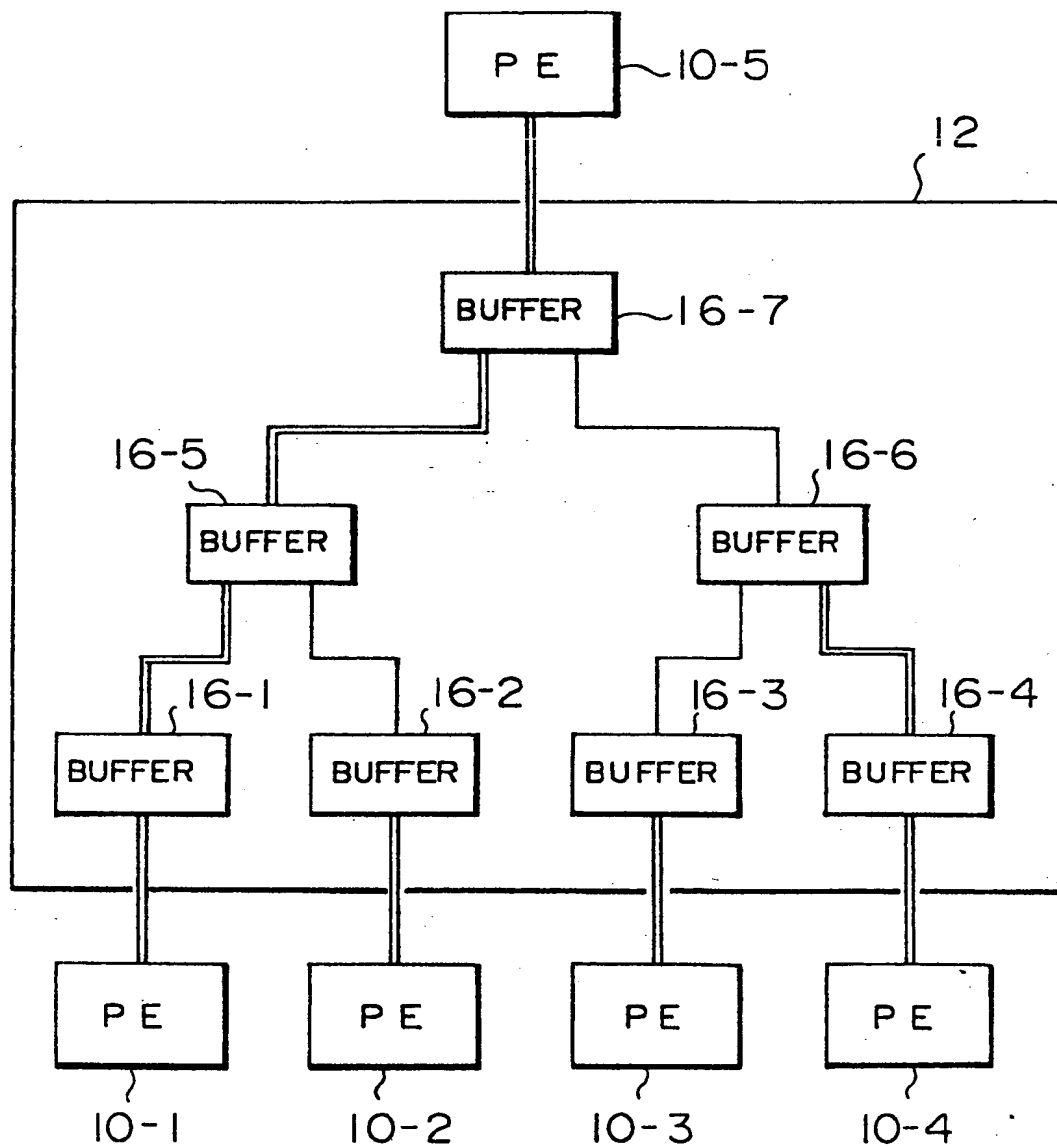 P E
10-5
12
BUFFER
16-7
16-5
16-6
BUFFER
BUFFER
16-1
16-2
16-3
16-4
BUFFER
BUFFER
BUFFER
BUFFER
P E
P E
P E
P E
10-1
10-2
10-3
10-4